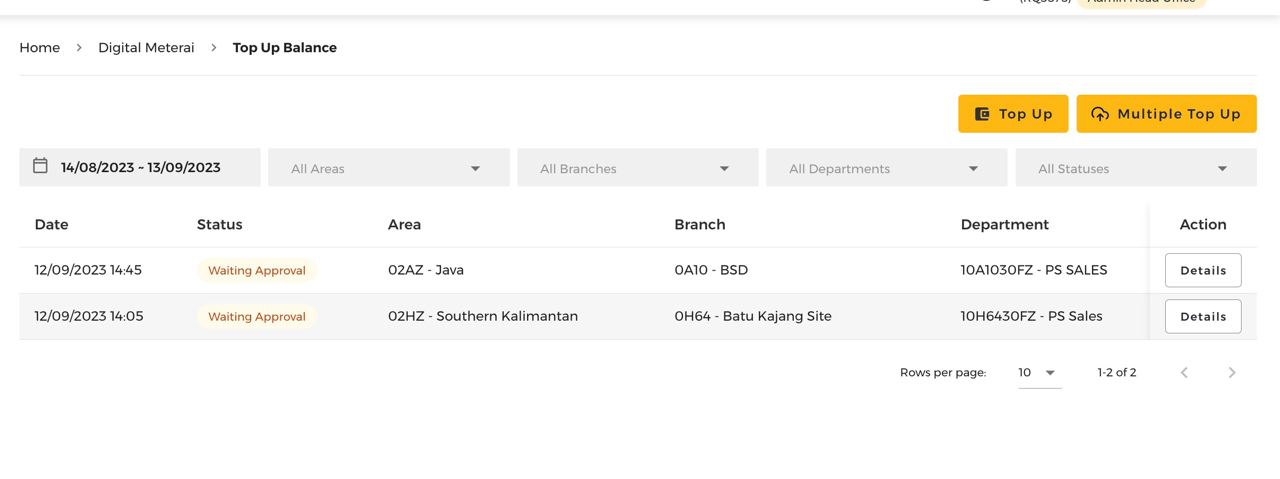 Home > Digital Meterai > Top Up Balance
Top Up Multiple Top Up
14/08/2023 ~ 13/09/2023 All Areas All Branches All Departments All Statuses
Date Status Area Branch Department Action
12/09/2023 14:45 Waiting Approval 02AZ - Java 0A10 - BSD 10A1030FZ - PS SALES Details
12/09/2023 14:05 Waiting Approval 02HZ - Southern Kalimantan 0H64 - Batu Kajang Site 10H6430FZ - PS Sales Details
Rows per page: 10 1-2 of 2